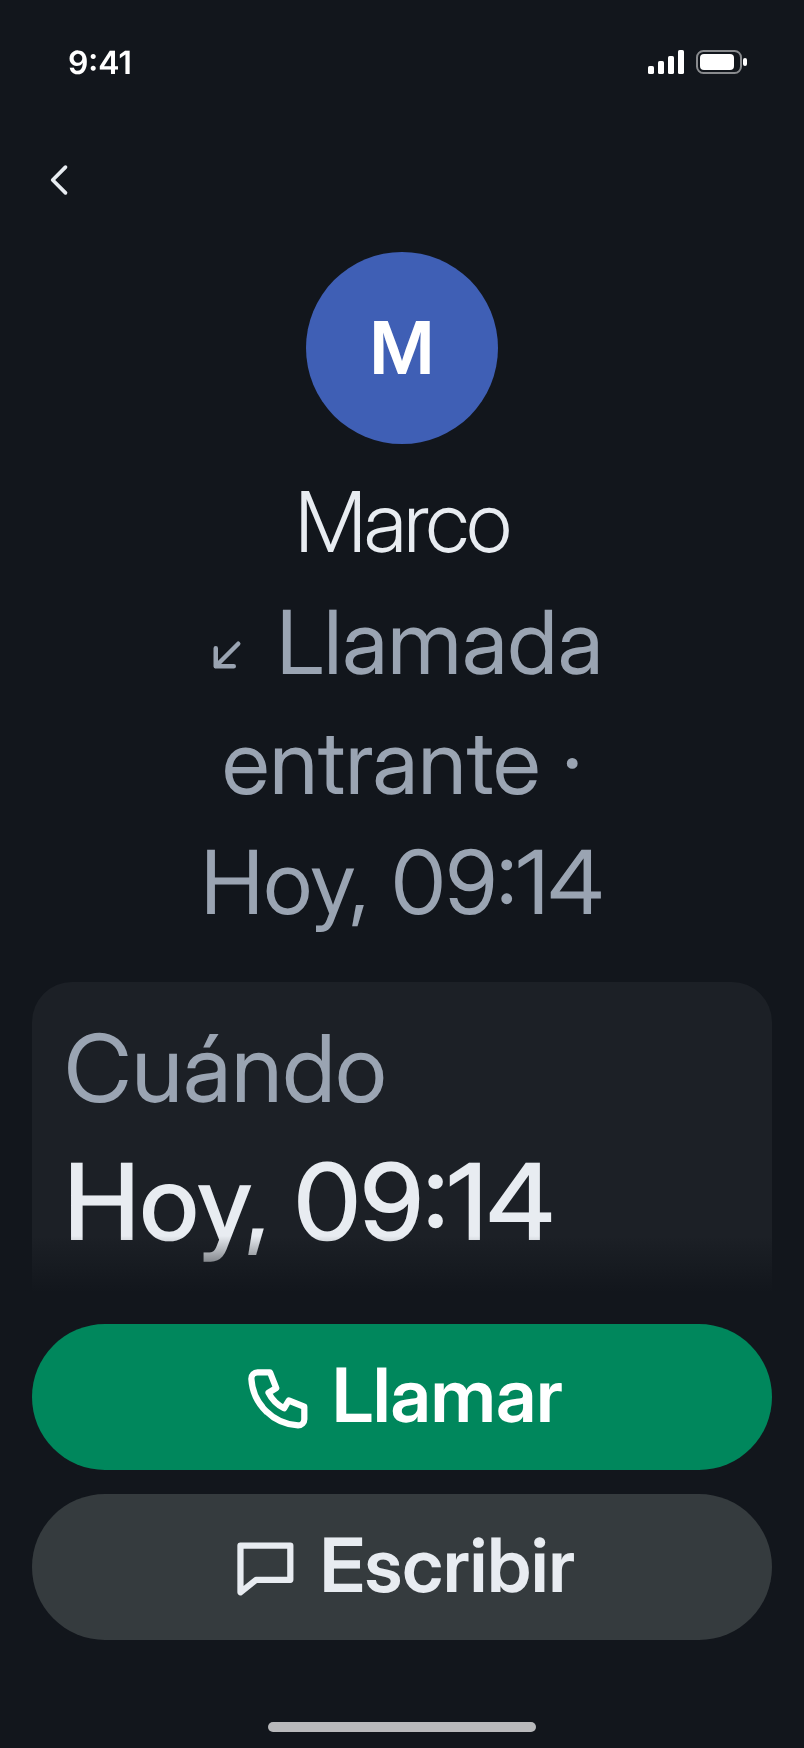 9:41
M
Marco
Llamada
entrante ·
Hoy, 09:14
Cuándo
Hoy, 09:14
Llamar
Escribir